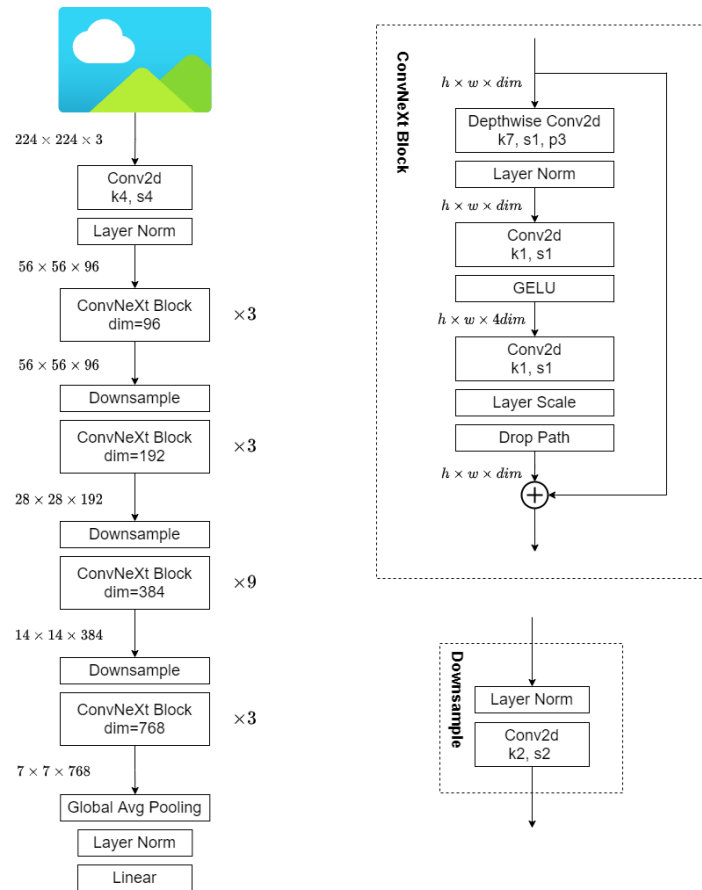 224 × 224 × 3
Conv2d
k4, s4
Layer Norm
56 × 56 × 96
ConvNeXt Block
dim=96
×3
56 × 56 × 96
Downsample
ConvNeXt Block
dim=192
×3
28 × 28 × 192
Downsample
ConvNeXt Block
dim=384
×9
14 × 14 × 384
Downsample
ConvNeXt Block
dim=768
×3
7 × 7 × 768
Global Avg Pooling
Layer Norm
Linear
ConvNeXt Block
h × w × dim
Depthwise Conv2d
k7, s1, p3
Layer Norm
h × w × dim
Conv2d
k1, s1
GELU
h × w × 4dim
Conv2d
k1, s1
Layer Scale
Drop Path
h × w × dim
Downsample
Layer Norm
Conv2d
k2, s2